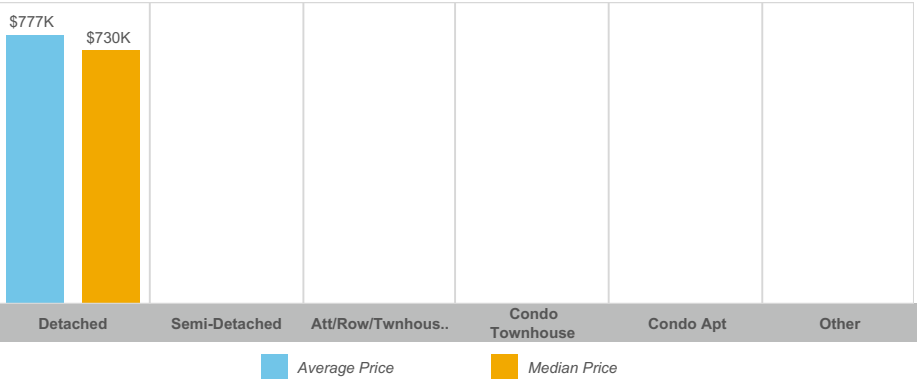 $777K
$730K
Detached
Semi-Detached
Att/Row/Twnhous..
Condo
Townhouse
Condo Apt
Other
Average Price
Median Price